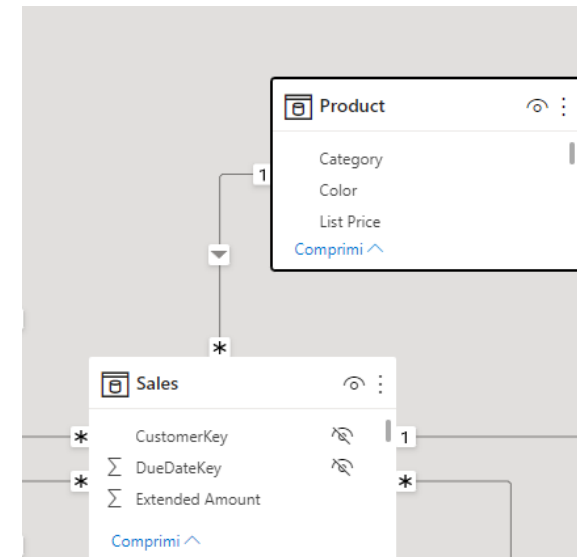 Product
Category
Color
List Price
Comprimi
1
*
Sales
* CustomerKey 1
* Σ DueDateKey *
Σ Extended Amount
Comprimi